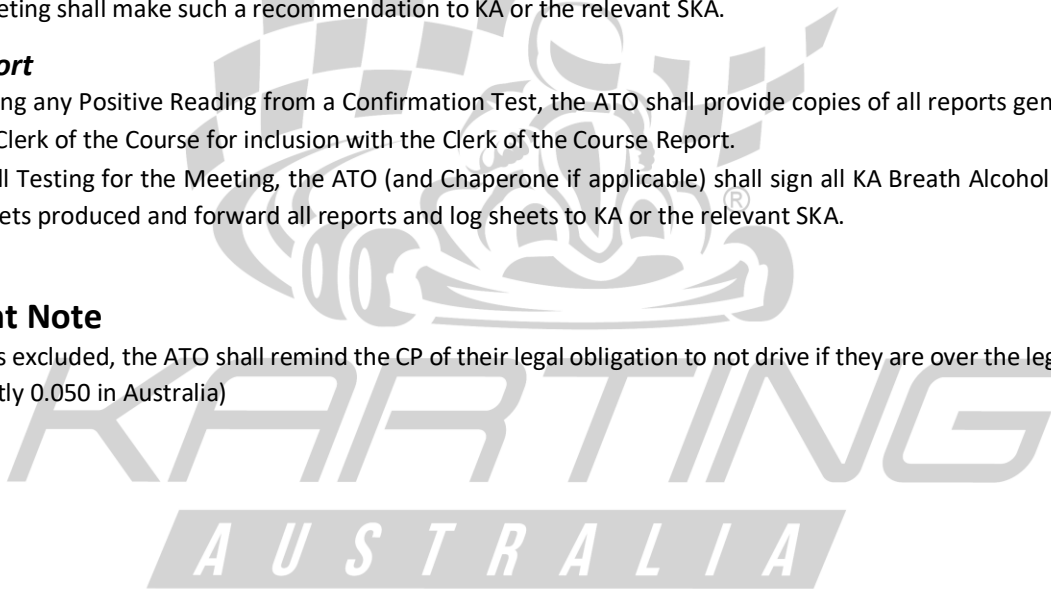 eting shall make such a recommendation to KA or the relevant SKA.
ort
ng any Positive Reading from a Confirmation Test, the ATO shall provide copies of all reports gen
Clerk of the Course for inclusion with the Clerk of the Course Report.
ll Testing for the Meeting, the ATO (and Chaperone if applicable) shall sign all KA Breath Alcohol
ets produced and forward all reports and log sheets to KA or the relevant SKA.
®
nt Note
s excluded, the ATO shall remind the CP of their legal obligation to not drive if they are over the leg
tly 0.050 in Australia)
KARTING
AUSTRALIA